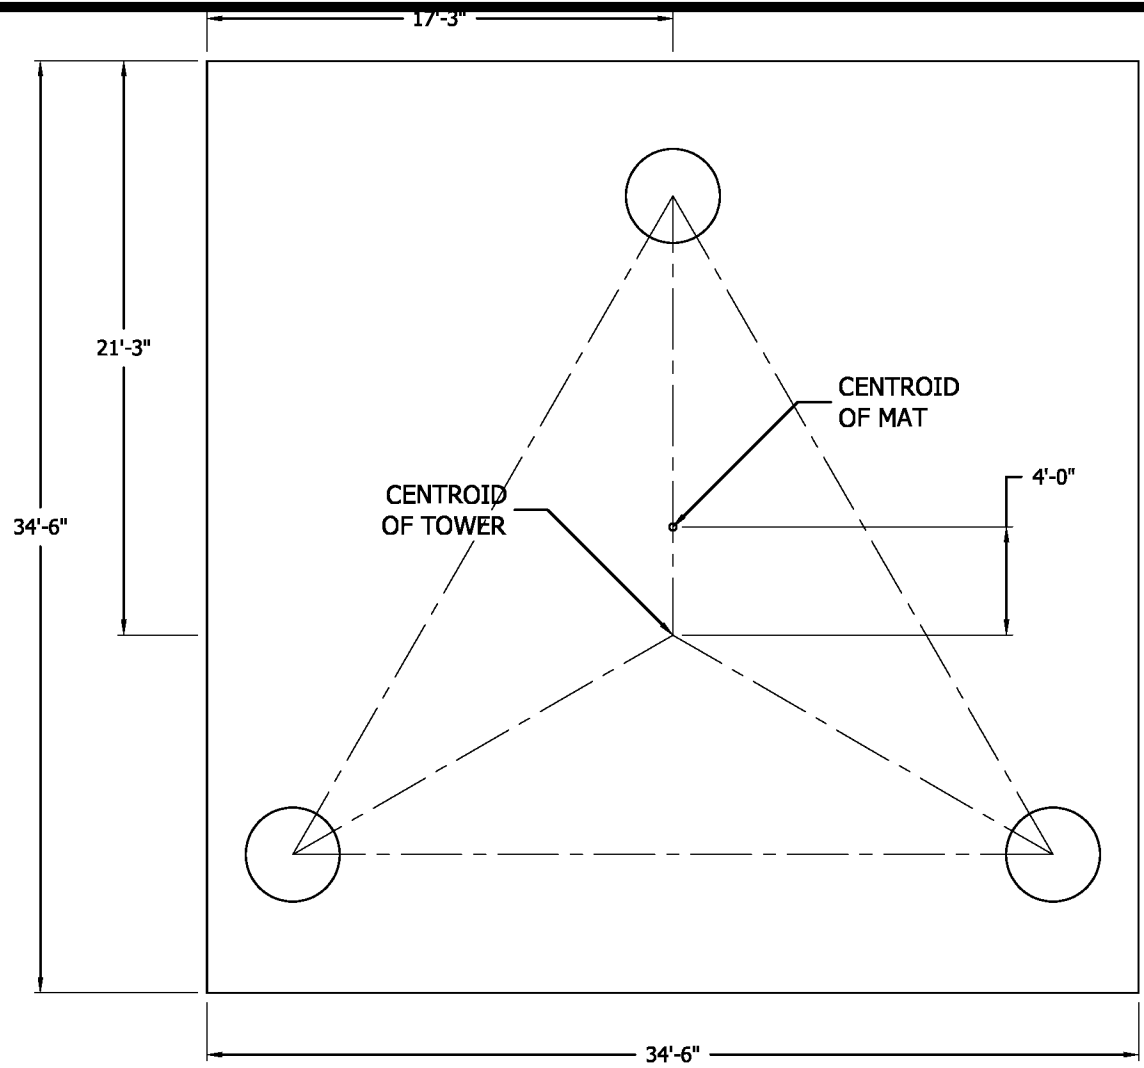 17'-3"
21'-3"
CENTROID
OF MAT
4'-0"
CENTROID
OF TOWER
34'-6"
34'-6"